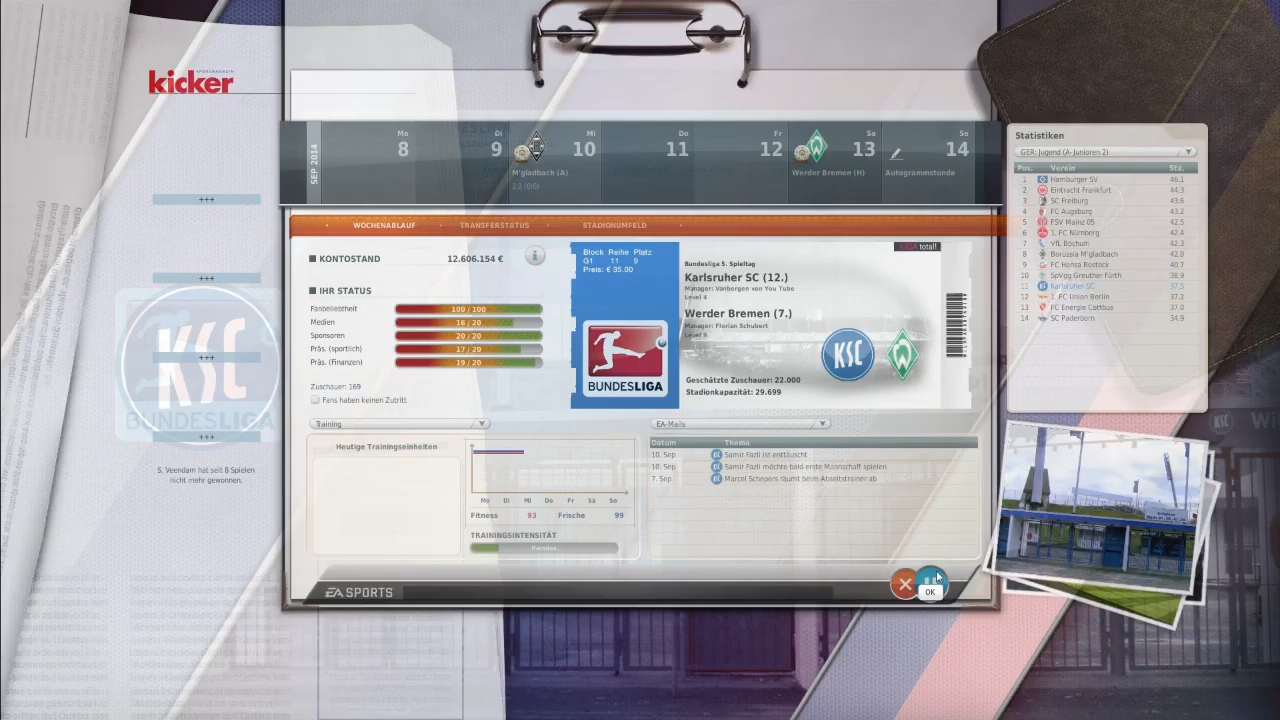 SPORTMAGAZIN
kicker
SEP 2014
Mo
8
Di
9
Mi
10
M'gladbach (A)
1:2 (0:0)
Do
11
Fr
12
Sa
13
Werder Bremen (H)
So
14
Autogrammstunde
WOCHENABLAUF
TRANSFERSTATUS
STADIONUMFELD
KONTOSTAND 12.606.154 €
IHR STATUS
Fanbeliebtheit 100 / 100
Medien 16 / 20
Sponsoren 20 / 20
Präs. (sportlich) 17 / 20
Präs. (Finanzen) 19 / 20
Zuschauer: 169
Fans haben keinen Zutritt
Block Reihe Platz
G1 11 9
Preis: € 35.00
BUNDESLIGA
LIGA total!
Bundesliga 5. Spieltag
Karlsruher SC (12.)
Manager: Vanbergen von You Tube
Level 4
Werder Bremen (7.)
Manager: Florian Schubert
Level 5
KSC
W
Geschätzte Zuschauer: 22.000
Stadionkapazität: 29.699
Training
Heutige Trainingseinheiten
Mo Di Mi Do Fr Sa So
Fitness 93 Frische 99
TRAININGSINTENSITÄT
Harmlos
EA-Mails
Datum Thema
10. Sep Samir Fazli ist enttäuscht
10. Sep Samir Fazli möchte bald erste Mannschaft spielen
7. Sep Marcel Schepers räumt beim Abseitstrainer ab
EA SPORTS
OK
+++
+++
+++
+++
KSC
BUNDESLIGA
S. Veendam hat seit 8 Spielen
nicht mehr gewonnen.
Statistiken
GER: Jugend (A-Junioren 2)
Pos. Verein Stä.
1 Hamburger SV 46,1
2 Eintracht Frankfurt 44,3
3 SC Freiburg 43,6
4 FC Augsburg 43,2
5 FSV Mainz 05 42,5
6 1. FC Nürnberg 42,4
7 VfL Bochum 42,3
8 Borussia M'gladbach 42,0
9 FC Hansa Rostock 40,7
10 SpVgg Greuther Fürth 38,9
11 Karlsruher SC 37,5
12 1. FC Union Berlin 37,2
13 FC Energie Cottbus 37,0
14 SC Paderborn 34,9